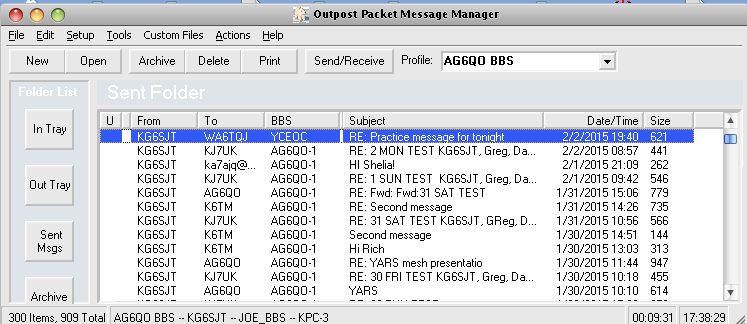 Outpost Packet Message Manager
File Edit Setup Tools Custom Files Actions Help
New Open Archive Delete Print Send/Receive Profile: AG6QO BBS
Folder List Sent Folder
U From To BBS Subject Date/Time Size
KG6SJT WA6TQJ YCEOC RE: Practice message for tonight 2/2/2015 19:40 621
KG6SJT KJ7UK AG6QO-1 RE: 2 MON TEST KG6SJT, Greg, Da... 2/2/2015 08:57 441
KG6SJT ka7ajq@... AG6QO-1 HI Shelia! 2/1/2015 21:09 262
KG6SJT KJ7UK AG6QO-1 RE: 1 SUN TEST KG6SJT, Greg, Da... 2/1/2015 09:42 546
KG6SJT AG6QO AG6QO-1 RE: Fwd: Fwd:31 SAT TEST 1/31/2015 15:06 779
KG6SJT K6TM AG6QO-1 RE: Second message 1/31/2015 14:26 735
KG6SJT KJ7UK AG6QO-1 RE: 31 SAT TEST KG6SJT, GReg, Da... 1/31/2015 10:56 566
KG6SJT K6TM AG6QO-1 Second message 1/30/2015 14:51 144
KG6SJT K6TM AG6QO-1 Hi Rich 1/30/2015 13:03 313
KG6SJT AG6QO AG6QO-1 RE: YARS mesh presentatio 1/30/2015 11:44 947
KG6SJT KJ7UK AG6QO-1 RE: 30 FRI TEST KG6SJT, Greg, Da... 1/30/2015 10:18 455
KG6SJT AG6QO AG6QO-1 YARS 1/30/2015 10:14 614
In Tray
Out Tray
Sent
Msgs
Archive
300 Items, 909 Total AG6QO BBS -- KG6SJT -- JOE_BBS -- KPC-3 00:09:31 17:38:29